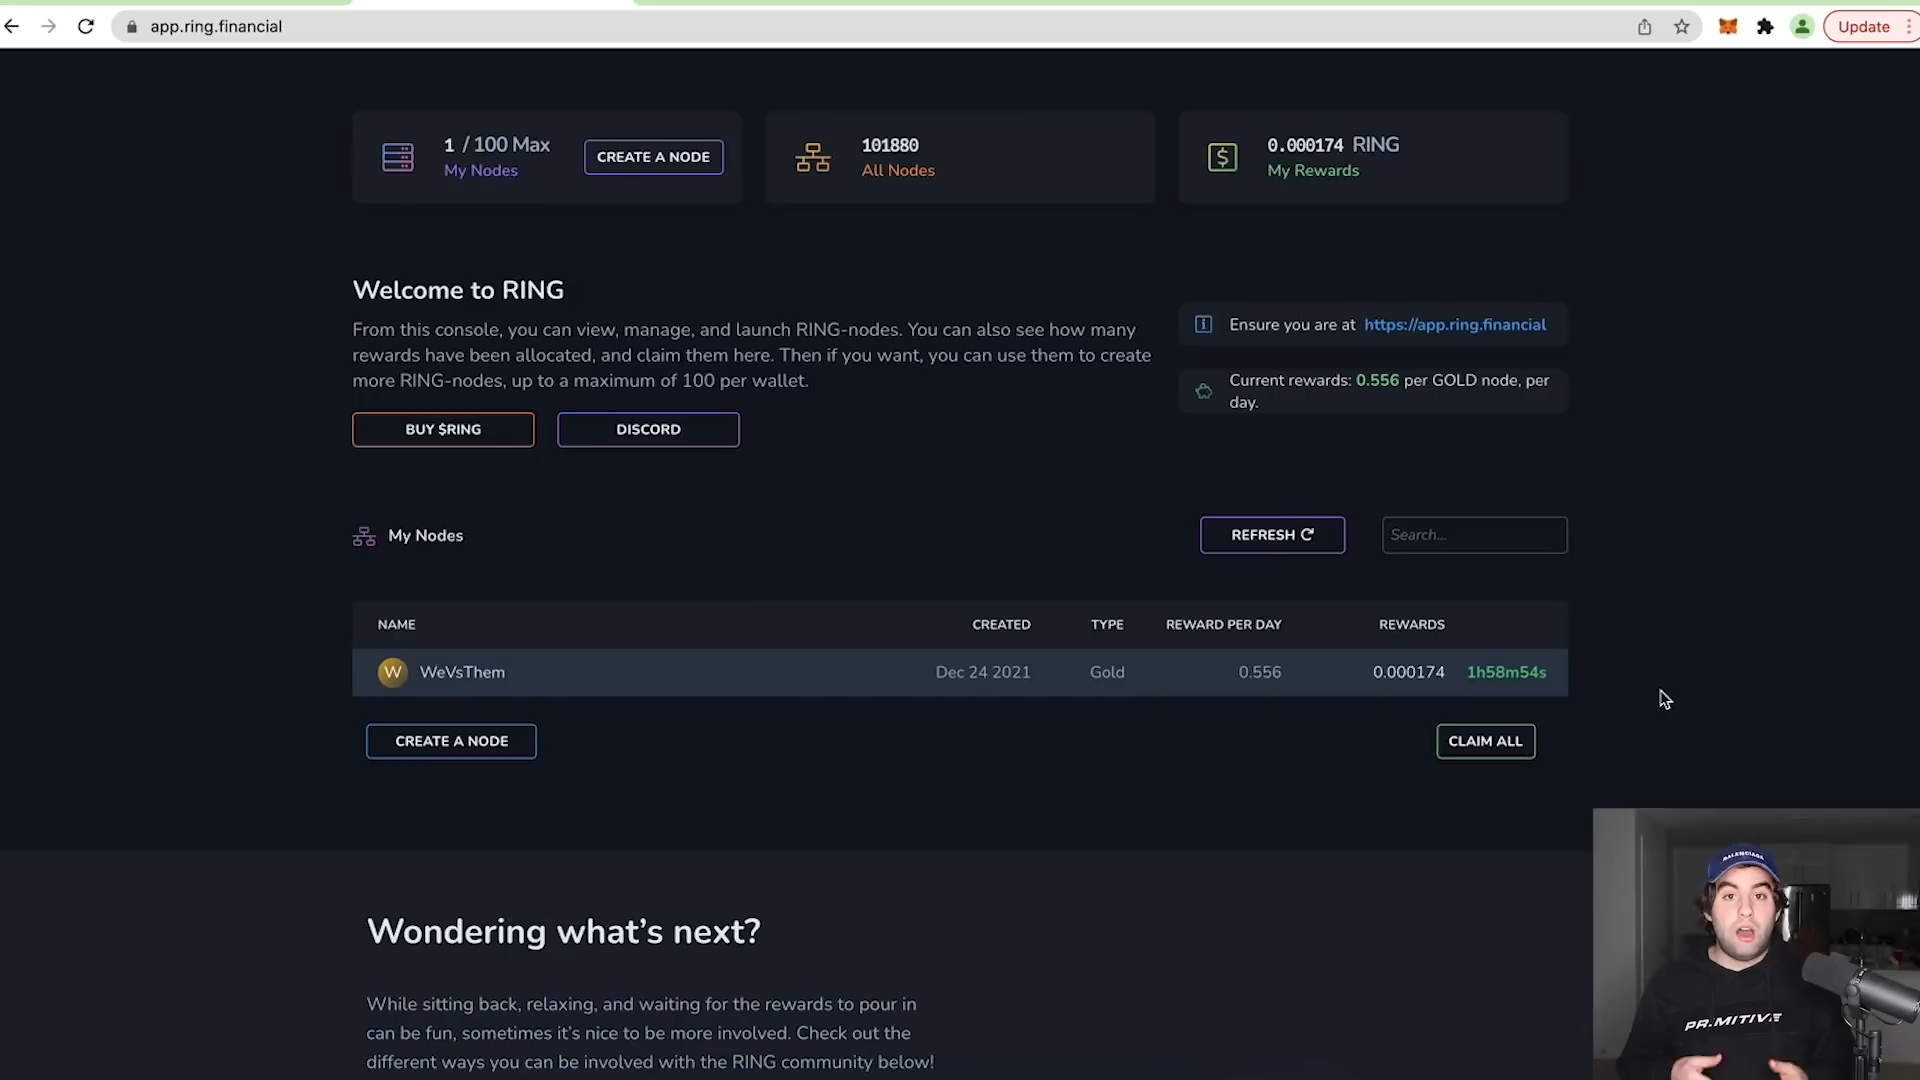 app.ring.financial
Update
1 / 100 Max
My Nodes
CREATE A NODE
101880
All Nodes
0.000174 RING
My Rewards
Welcome to RING
From this console, you can view, manage, and launch RING-nodes. You can also see how many
rewards have been allocated, and claim them here. Then if you want, you can use them to create
more RING-nodes, up to a maximum of 100 per wallet.
BUY $RING
DISCORD
Ensure you are at https://app.ring.financial
Current rewards: 0.556 per GOLD node, per
day.
My Nodes
REFRESH
Search...
NAME CREATED TYPE REWARD PER DAY REWARDS
W WeVsThem Dec 24 2021 Gold 0.556 0.000174 1h58m54s
CREATE A NODE
CLAIM ALL
Wondering what’s next?
While sitting back, relaxing, and waiting for the rewards to pour in
can be fun, sometimes it’s nice to be more involved. Check out the
different ways you can be involved with the RING community below!
BALENCIAGA
PR.MITIVE